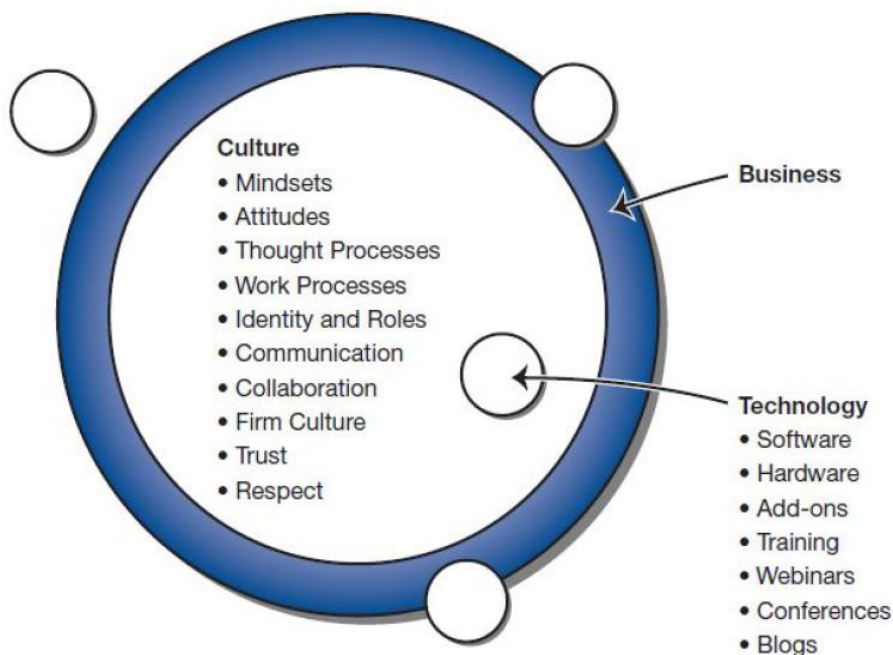 Culture
• Mindsets
• Attitudes
• Thought Processes
• Work Processes
• Identity and Roles
• Communication
• Collaboration
• Firm Culture
• Trust
• Respect
Business
Technology
• Software
• Hardware
• Add-ons
• Training
• Webinars
• Conferences
• Blogs